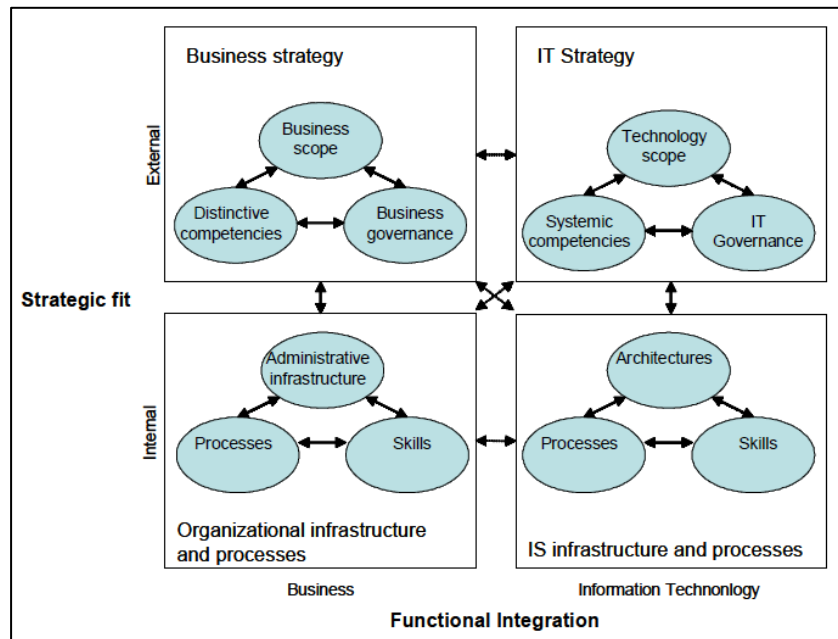 Business strategy
IT Strategy
External
Business
scope
Distinctive
competencies
Business
governance
Technology
scope
Systemic
competencies
IT
Governance
Strategic fit
Internal
Administrative
infrastructure
Processes
Skills
Organizational infrastructure
and processes
Architectures
Processes
Skills
IS infrastructure and processes
Business
Information Technonlogy
Functional Integration